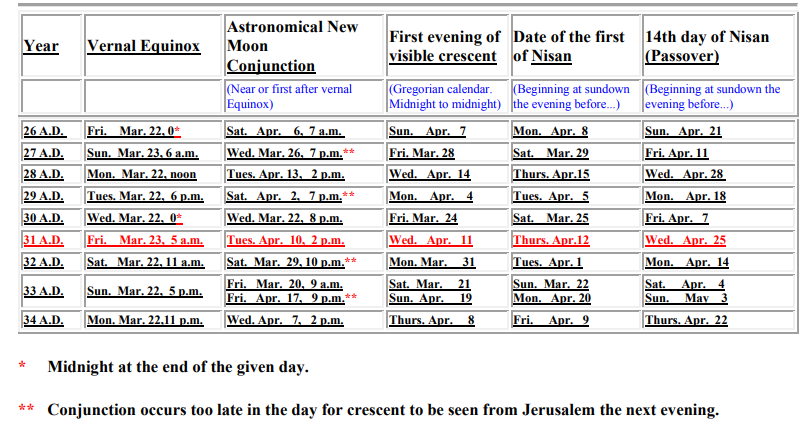 Year Vernal Equinox Astronomical New Moon Conjunction First evening of visible crescent Date of the first of Nisan 14th day of Nisan (Passover)
(Near or first after vernal Equinox) (Gregorian calendar. Midnight to midnight) (Beginning at sundown the evening before...) (Beginning at sundown the evening before...)
26 A.D. Fri. Mar. 22, 0* Sat. Apr. 6, 7 a.m. Sun. Apr. 7 Mon. Apr. 8 Sun. Apr. 21
27 A.D. Sun. Mar. 23, 6 a.m. Wed. Mar. 26, 7 p.m.** Fri. Mar. 28 Sat. Mar. 29 Fri. Apr. 11
28 A.D. Mon. Mar. 22, noon Tues. Apr. 13, 2 p.m. Wed. Apr. 14 Thurs. Apr.15 Wed. Apr. 28
29 A.D. Tues. Mar. 22, 6 p.m. Sat. Apr. 2, 7 p.m.** Mon. Apr. 4 Tues. Apr. 5 Mon. Apr. 18
30 A.D. Wed. Mar. 22, 0* Wed. Mar. 22, 8 p.m. Fri. Mar. 24 Sat. Mar. 25 Fri. Apr. 7
31 A.D. Fri. Mar. 23, 5 a.m. Tues. Apr. 10, 2 p.m. Wed. Apr. 11 Thurs. Apr.12 Wed. Apr. 25
32 A.D. Sat. Mar. 22, 11 a.m. Sat. Mar. 29, 10 p.m.** Mon. Mar. 31 Tues. Apr. 1 Mon. Apr. 14
33 A.D. Sun. Mar. 22, 5 p.m. Fri. Mar. 20, 9 a.m. Sat. Mar. 21 Sun. Mar. 22 Sat. Apr. 4
Fri. Apr. 17, 9 p.m.** Sun. Apr. 19 Mon. Apr. 20 Sun. May 3
34 A.D. Mon. Mar. 22,11 p.m. Wed. Apr. 7, 2 p.m. Thurs. Apr. 8 Fri. Apr. 9 Thurs. Apr. 22
* Midnight at the end of the given day.
** Conjunction occurs too late in the day for crescent to be seen from Jerusalem the next evening.